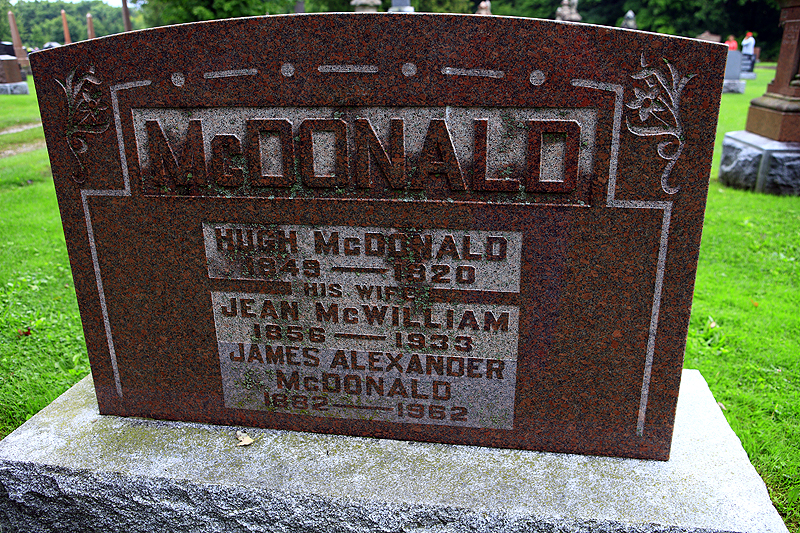 McDONALD
HUGH McDONALD
1849 — 1920
HIS WIFE
JEAN McWILLIAM
1856 — 1933
JAMES ALEXANDER
McDONALD
1882 — 1962